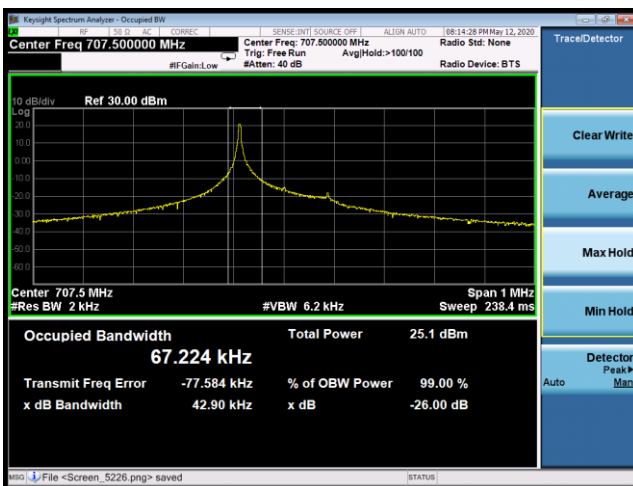 Keysight Spectrum Analyzer - Occupied BW
RF 50 Ω AC CORREC SENSE:INT SOURCE OFF ALIGN AUTO 08:14:28 PM May 12, 2020
Center Freq 707.500000 MHz
Center Freq: 707.500000 MHz
Radio Std: None
Trig: Free Run Avg|Hold:>100/100
#IFGain:Low #Atten: 40 dB Radio Device: BTS
Trace/Detector
10 dB/div Ref 30.00 dBm
Log
20.0
10.0
0.00
-10.0
-20.0
-30.0
-40.0
-50.0
-60.0
Center 707.5 MHz Span 1 MHz
#Res BW 2 kHz #VBW 6.2 kHz Sweep 238.4 ms
Occupied Bandwidth Total Power 25.1 dBm
67.224 kHz
Transmit Freq Error -77.584 kHz % of OBW Power 99.00 %
x dB Bandwidth 42.90 kHz x dB -26.00 dB
Clear Write
Average
Max Hold
Min Hold
Detector
Peak▶
Auto Man
MSG File <Screen_5226.png> saved STATUS